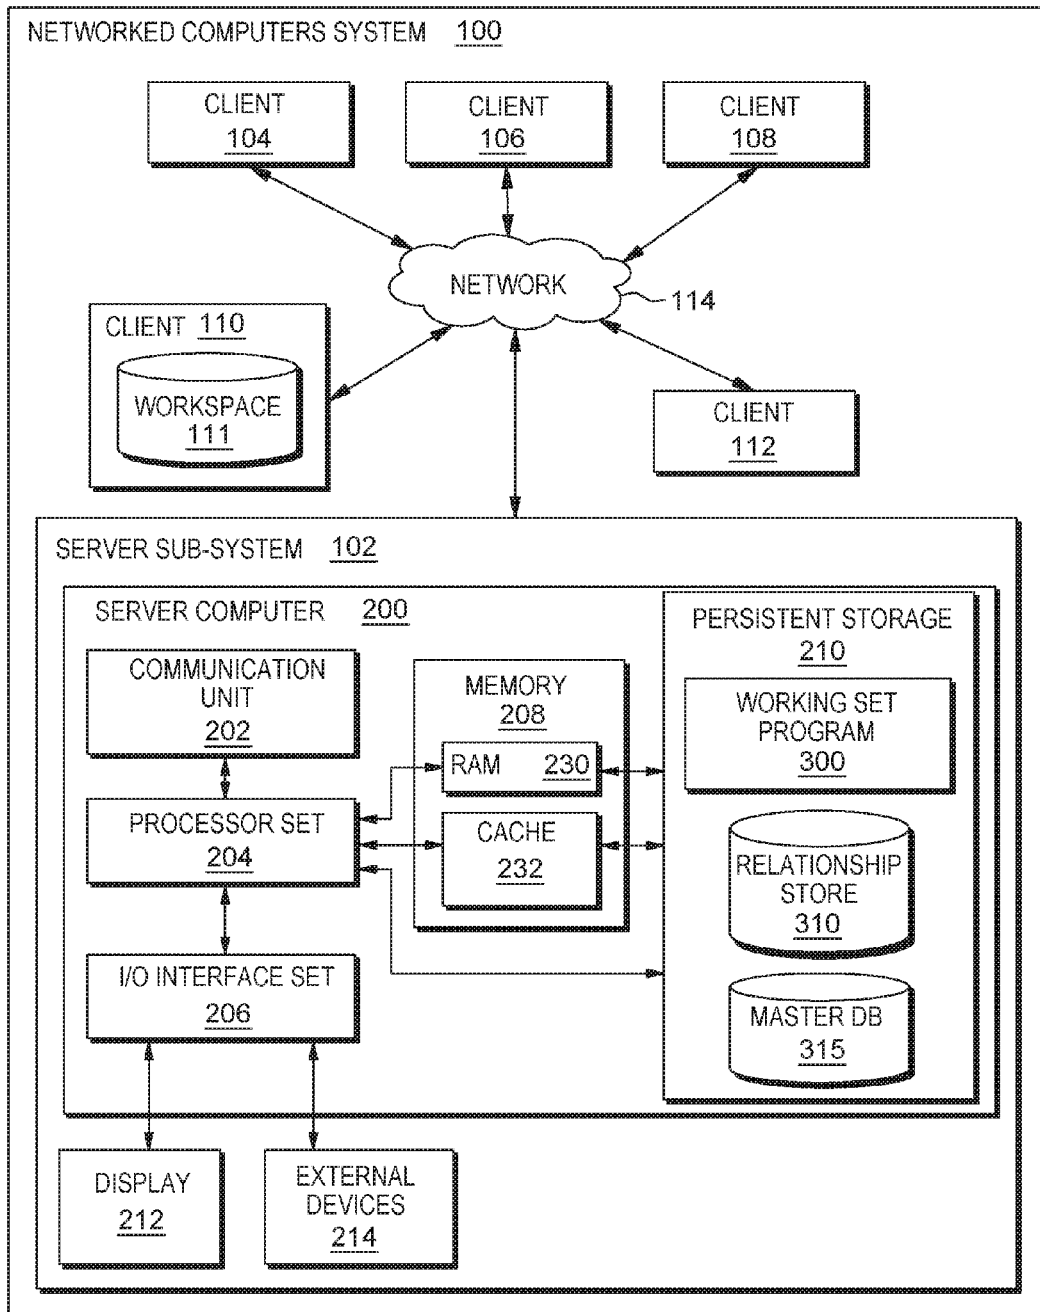 NETWORKED COMPUTERS SYSTEM 100
CLIENT
104
CLIENT
106
CLIENT
108
NETWORK
114
CLIENT 110
WORKSPACE
111
CLIENT
112
SERVER SUB-SYSTEM 102
SERVER COMPUTER 200
COMMUNICATION
UNIT
202
PROCESSOR SET
204
I/O INTERFACE SET
206
MEMORY
208
RAM 230
CACHE
232
PERSISTENT STORAGE
210
WORKING SET
PROGRAM
300
RELATIONSHIP
STORE
310
MASTER DB
315
DISPLAY
212
EXTERNAL
DEVICES
214